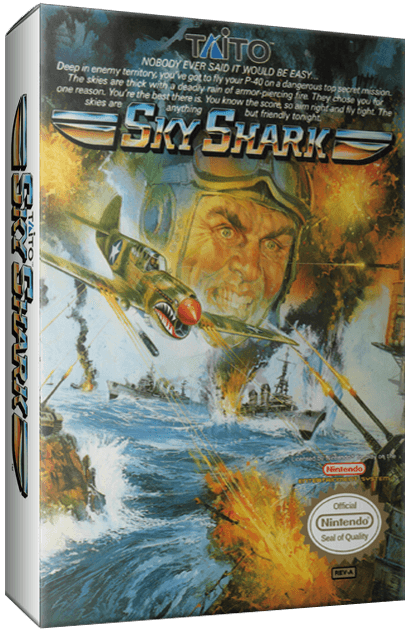 TAITO
NOBODY EVER SAID IT WOULD BE EASY...
Deep in enemy territory, you've got to fly your P-40 on a dangerous top secret mission.
The skies are thick with a deadly rain of armor-piercing fire. They chose you for
one reason. You're the best there is. You know the score, so aim right and fly tight. The
skies are anything but friendly tonight.
SKY SHARK
TAITO
SKY SHARK
Nintendo
Official
Nintendo
Seal of Quality
REV-A